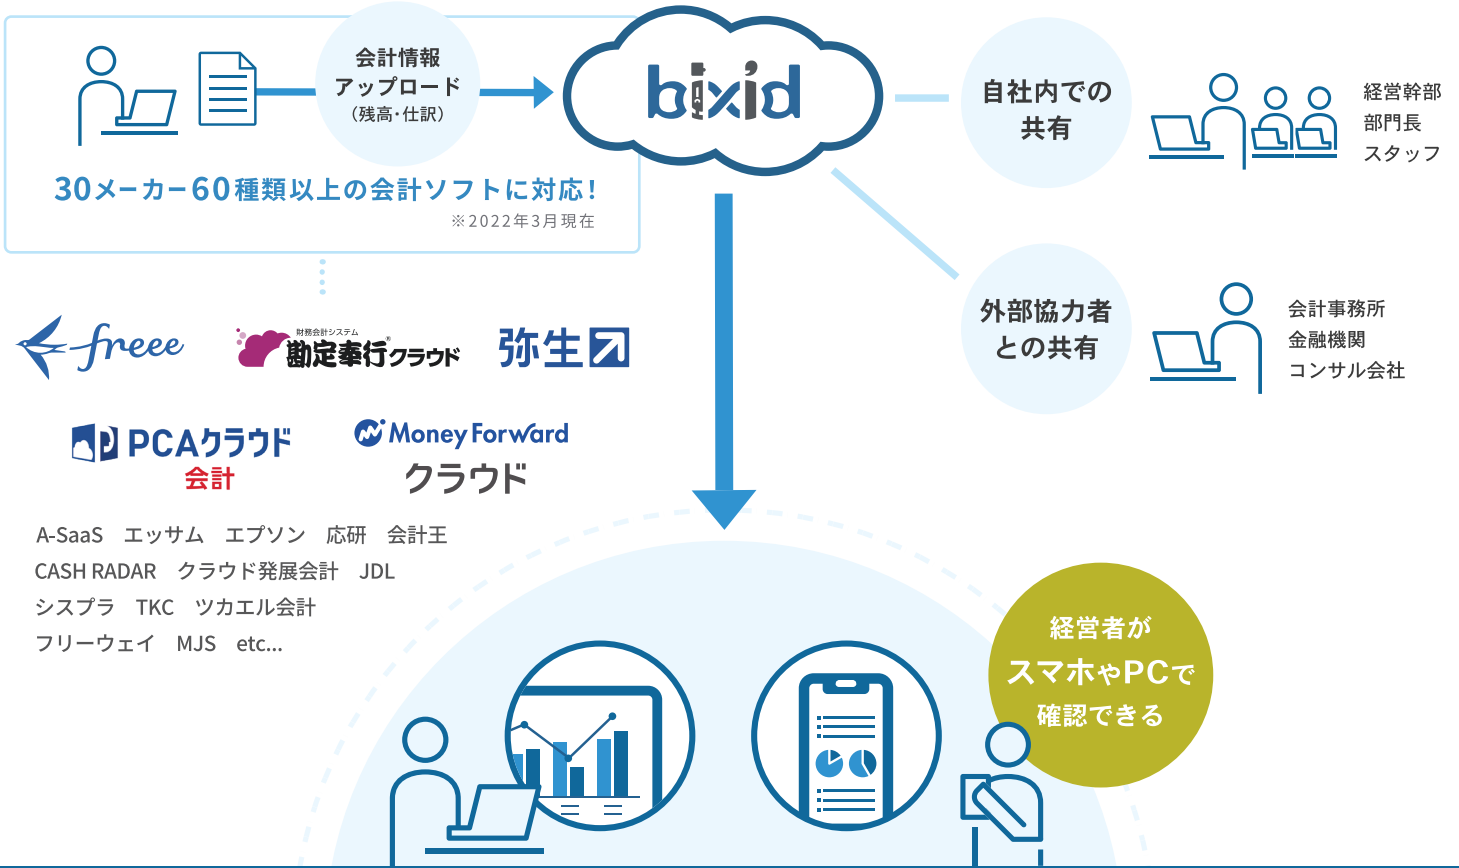 会計情報
アップロード
（残高・仕訳）
bixid
30メーカー60種類以上の会計ソフトに対応！
※2022年3月現在
自社内での
共有
経営幹部
部門長
スタッフ
外部協力者
との共有
会計事務所
金融機関
コンサル会社
freee
財務会計システム
勘定奉行クラウド®
弥生
PCAクラウド
会計
Money Forward
クラウド
A-SaaS　エッサム　エプソン　応研　会計王
CASH RADAR　クラウド発展会計　JDL
シスプラ　TKC　ツカエル会計
フリーウェイ　MJS　etc...
経営者が
スマホやPCで
確認できる